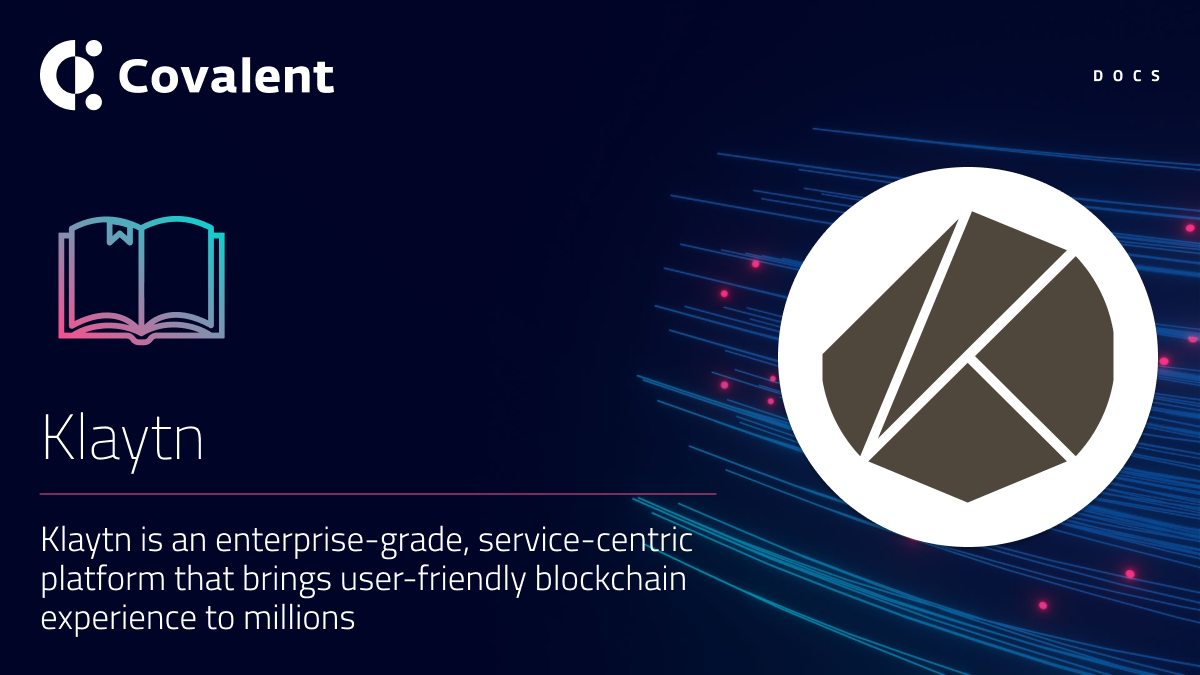 Covalent
DOCS
Klaytn
Klaytn is an enterprise-grade, service-centric
platform that brings user-friendly blockchain
experience to millions